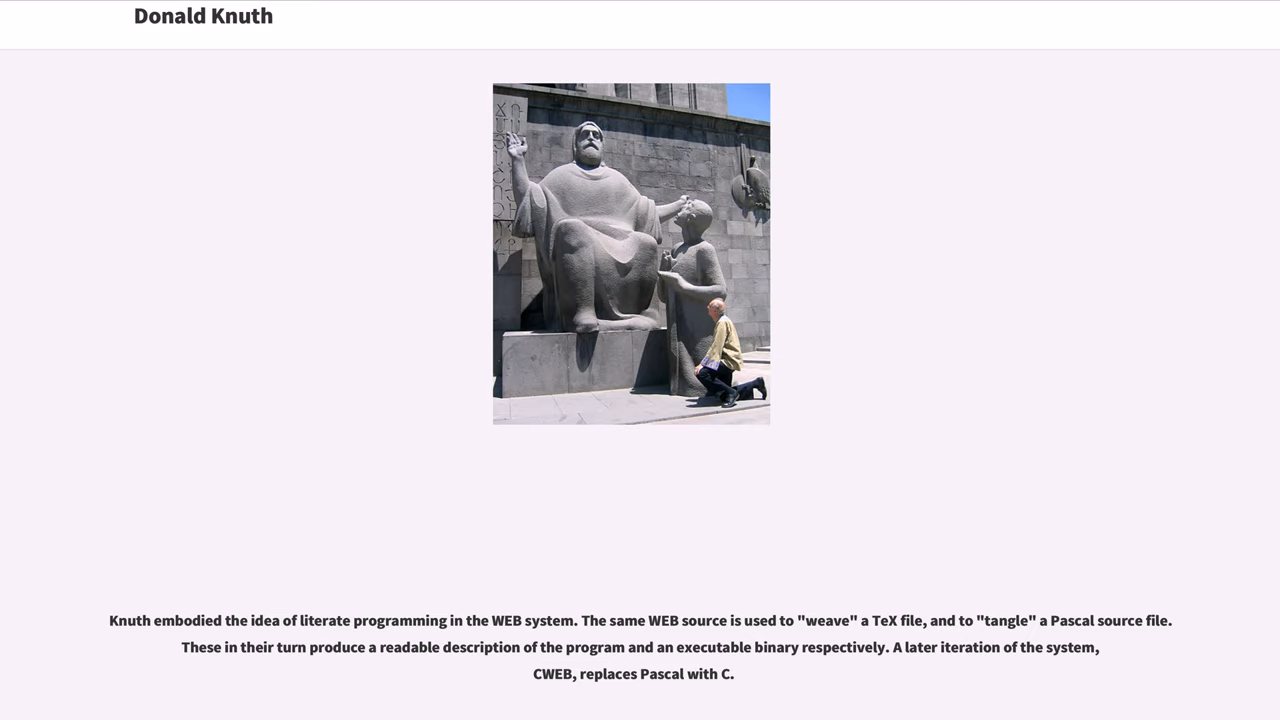 Donald Knuth
Knuth embodied the idea of literate programming in the WEB system. The same WEB source is used to "weave" a TeX file, and to "tangle" a Pascal source file.
These in their turn produce a readable description of the program and an executable binary respectively. A later iteration of the system,
CWEB, replaces Pascal with C.